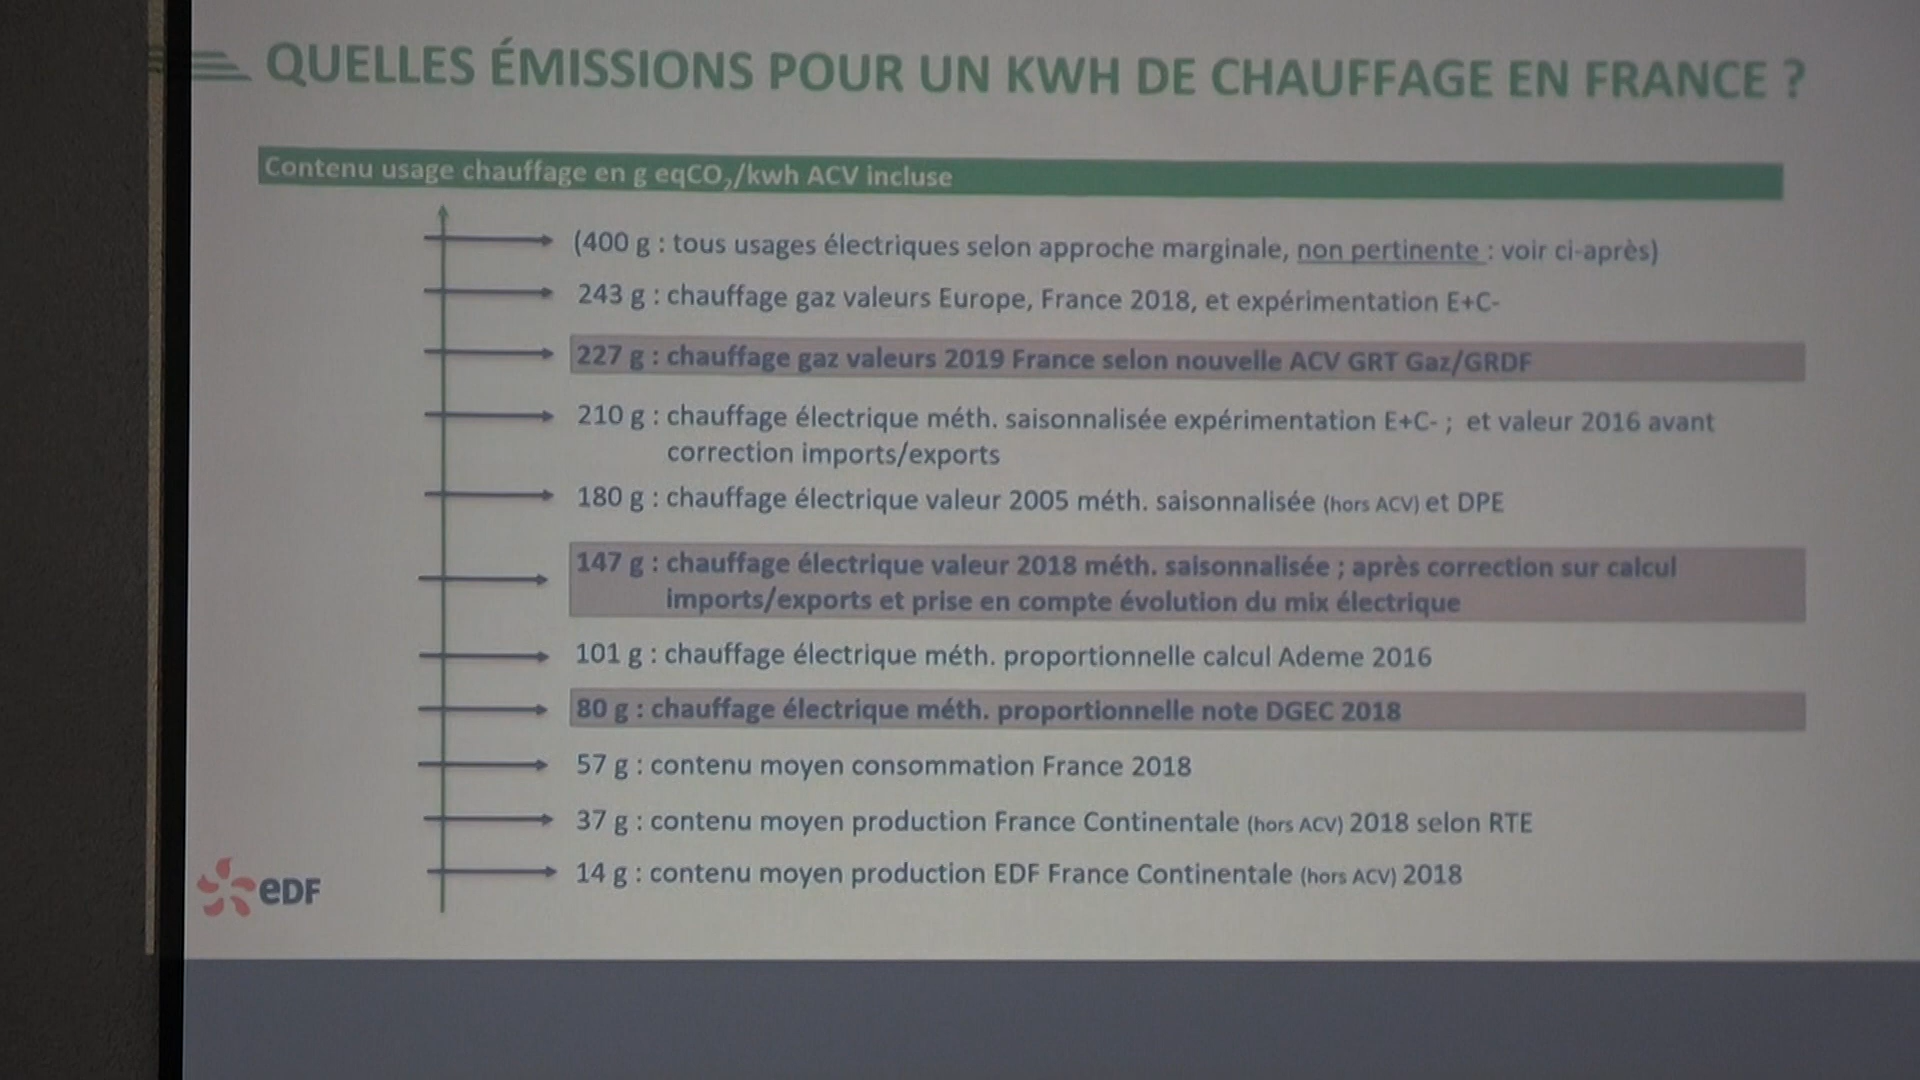 QUELLES ÉMISSIONS POUR UN KWH DE CHAUFFAGE EN FRANCE ?
Contenu usage chauffage en g eqCO₂/kwh ACV incluse
(400 g : tous usages électriques selon approche marginale, non pertinente : voir ci-après)
243 g : chauffage gaz valeurs Europe, France 2018, et expérimentation E+C-
227 g : chauffage gaz valeurs 2019 France selon nouvelle ACV GRT Gaz/GRDF
210 g : chauffage électrique méth. saisonnalisée expérimentation E+C- ; et valeur 2016 avant
correction imports/exports
180 g : chauffage électrique valeur 2005 méth. saisonnalisée (hors ACV) et DPE
147 g : chauffage électrique valeur 2018 méth. saisonnalisée ; après correction sur calcul
imports/exports et prise en compte évolution du mix électrique
101 g : chauffage électrique méth. proportionnelle calcul Ademe 2016
80 g : chauffage électrique méth. proportionnelle note DGEC 2018
57 g : contenu moyen consommation France 2018
37 g : contenu moyen production France Continentale (hors ACV) 2018 selon RTE
14 g : contenu moyen production EDF France Continentale (hors ACV) 2018
eDF